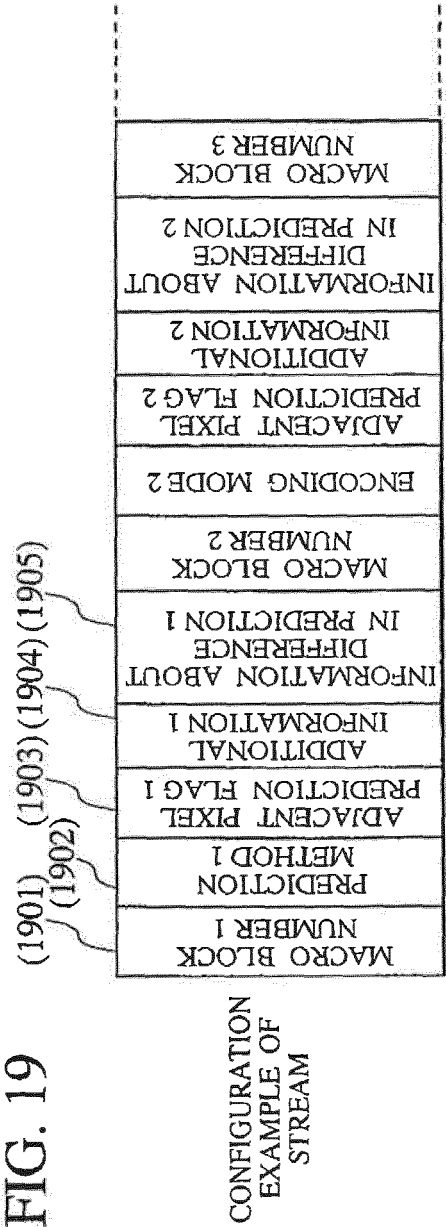 FIG. 19
(1901)
(1902)
(1903)
(1904)
(1905)
CONFIGURATION
EXAMPLE OF
STREAM
MACRO BLOCK
NUMBER 1
PREDICTION
METHOD 1
ADJACENT PIXEL
PREDICTION FLAG 1
ADDITIONAL
INFORMATION 1
INFORMATION ABOUT
DIFFERENCE
IN PREDICTION 1
MACRO BLOCK
NUMBER 2
ENCODING MODE 2
ADJACENT PIXEL
PREDICTION FLAG 2
ADDITIONAL
INFORMATION 2
INFORMATION ABOUT
DIFFERENCE
IN PREDICTION 2
MACRO BLOCK
NUMBER 3